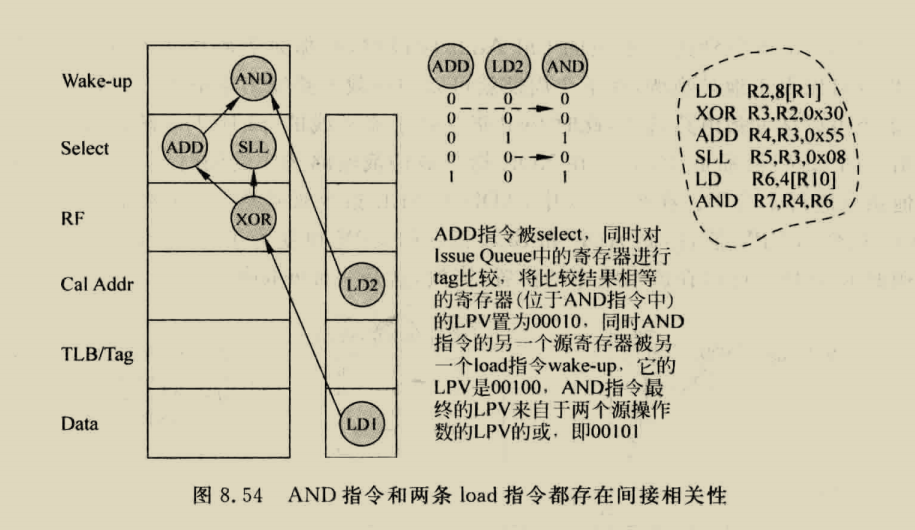 Wake-up
Select
RF
Cal Addr
TLB/Tag
Data
AND
ADD SLL
XOR
LD2
LD1
ADD LD2 AND
0 0 0
0 0 0
0 1 1
0 0 0
1 0 1
LD R2,8[R1]
XOR R3,R2,0x30
ADD R4,R3,0x55
SLL R5,R3,0x08
LD R6,4[R10]
AND R7,R4,R6
ADD指令被select，同时对
Issue Queue中的寄存器进行
tag比较，将比较结果相等
的寄存器(位于AND指令中)
的LPV置为00010，同时AND
指令的另一个源寄存器被另
一个load指令wake-up，它的
LPV是00100，AND指令最
终的LPV来自于两个源操作
数的LPV的或，即00101
图 8.54 AND 指令和两条 load 指令都存在间接相关性